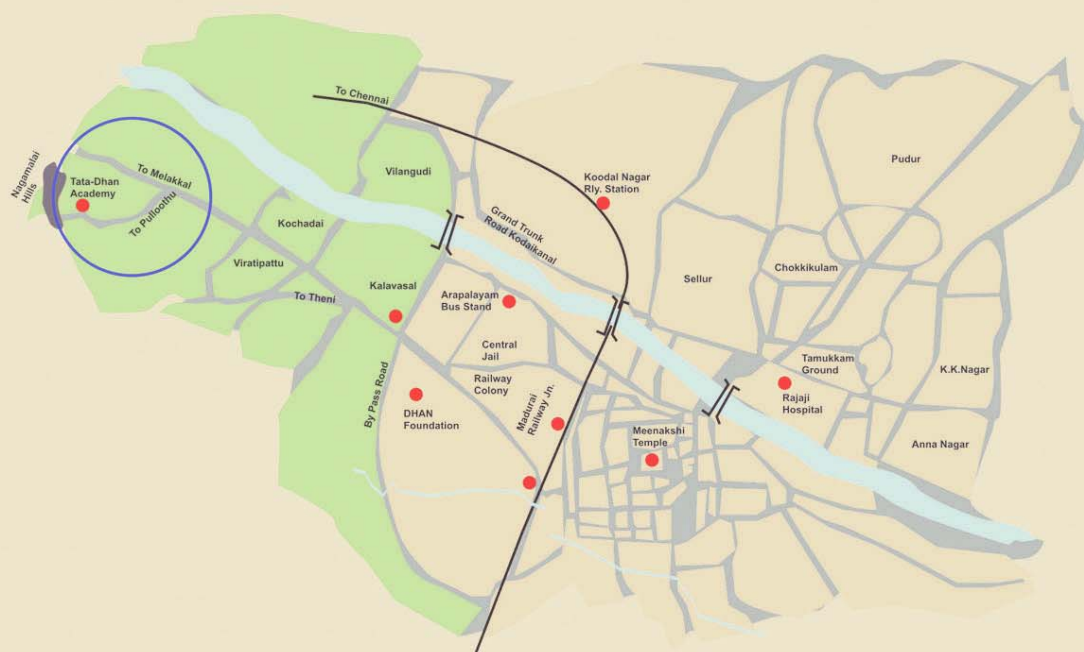 To Chennai
Pudur
Nagamalai
Hills
To Melakkal
Tata-Dhan
Academy
To Pulloothu
Vilangudi
Koodal Nagar
Rly. Station
Grand Trunk
Road Kodaikanal
Kochadai
Viratipattu
Chokkikulam
Sellur
Kalavasal
To Theni
Arapalayam
Bus Stand
Central
Jail
Tamukkam
Ground
K.K.Nagar
Railway
Colony
By Pass Road
DHAN
Foundation
Madurai
Railway Jn.
Rajaji
Hospital
Meenakshi
Temple
Anna Nagar